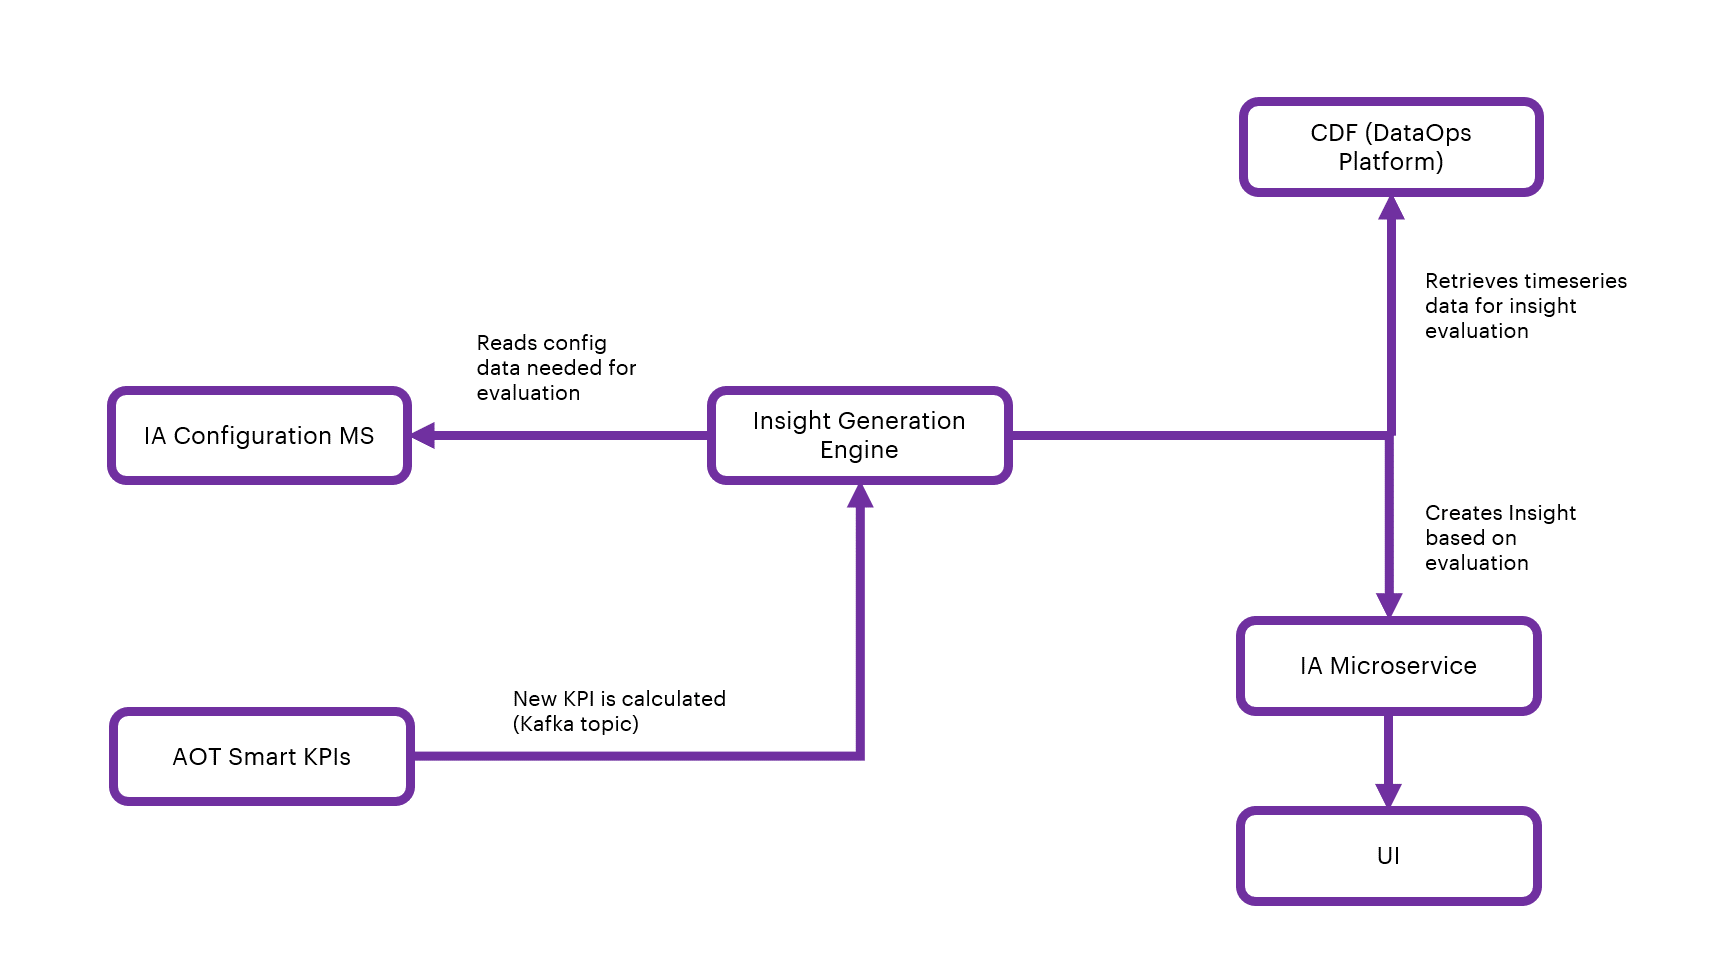 CDF (DataOps
Platform)
Retrieves timeseries
data for insight
evaluation
Reads config
data needed for
evaluation
IA Configuration MS
Insight Generation
Engine
Creates Insight
based on
evaluation
IA Microservice
New KPI is calculated
(Kafka topic)
AOT Smart KPIs
UI